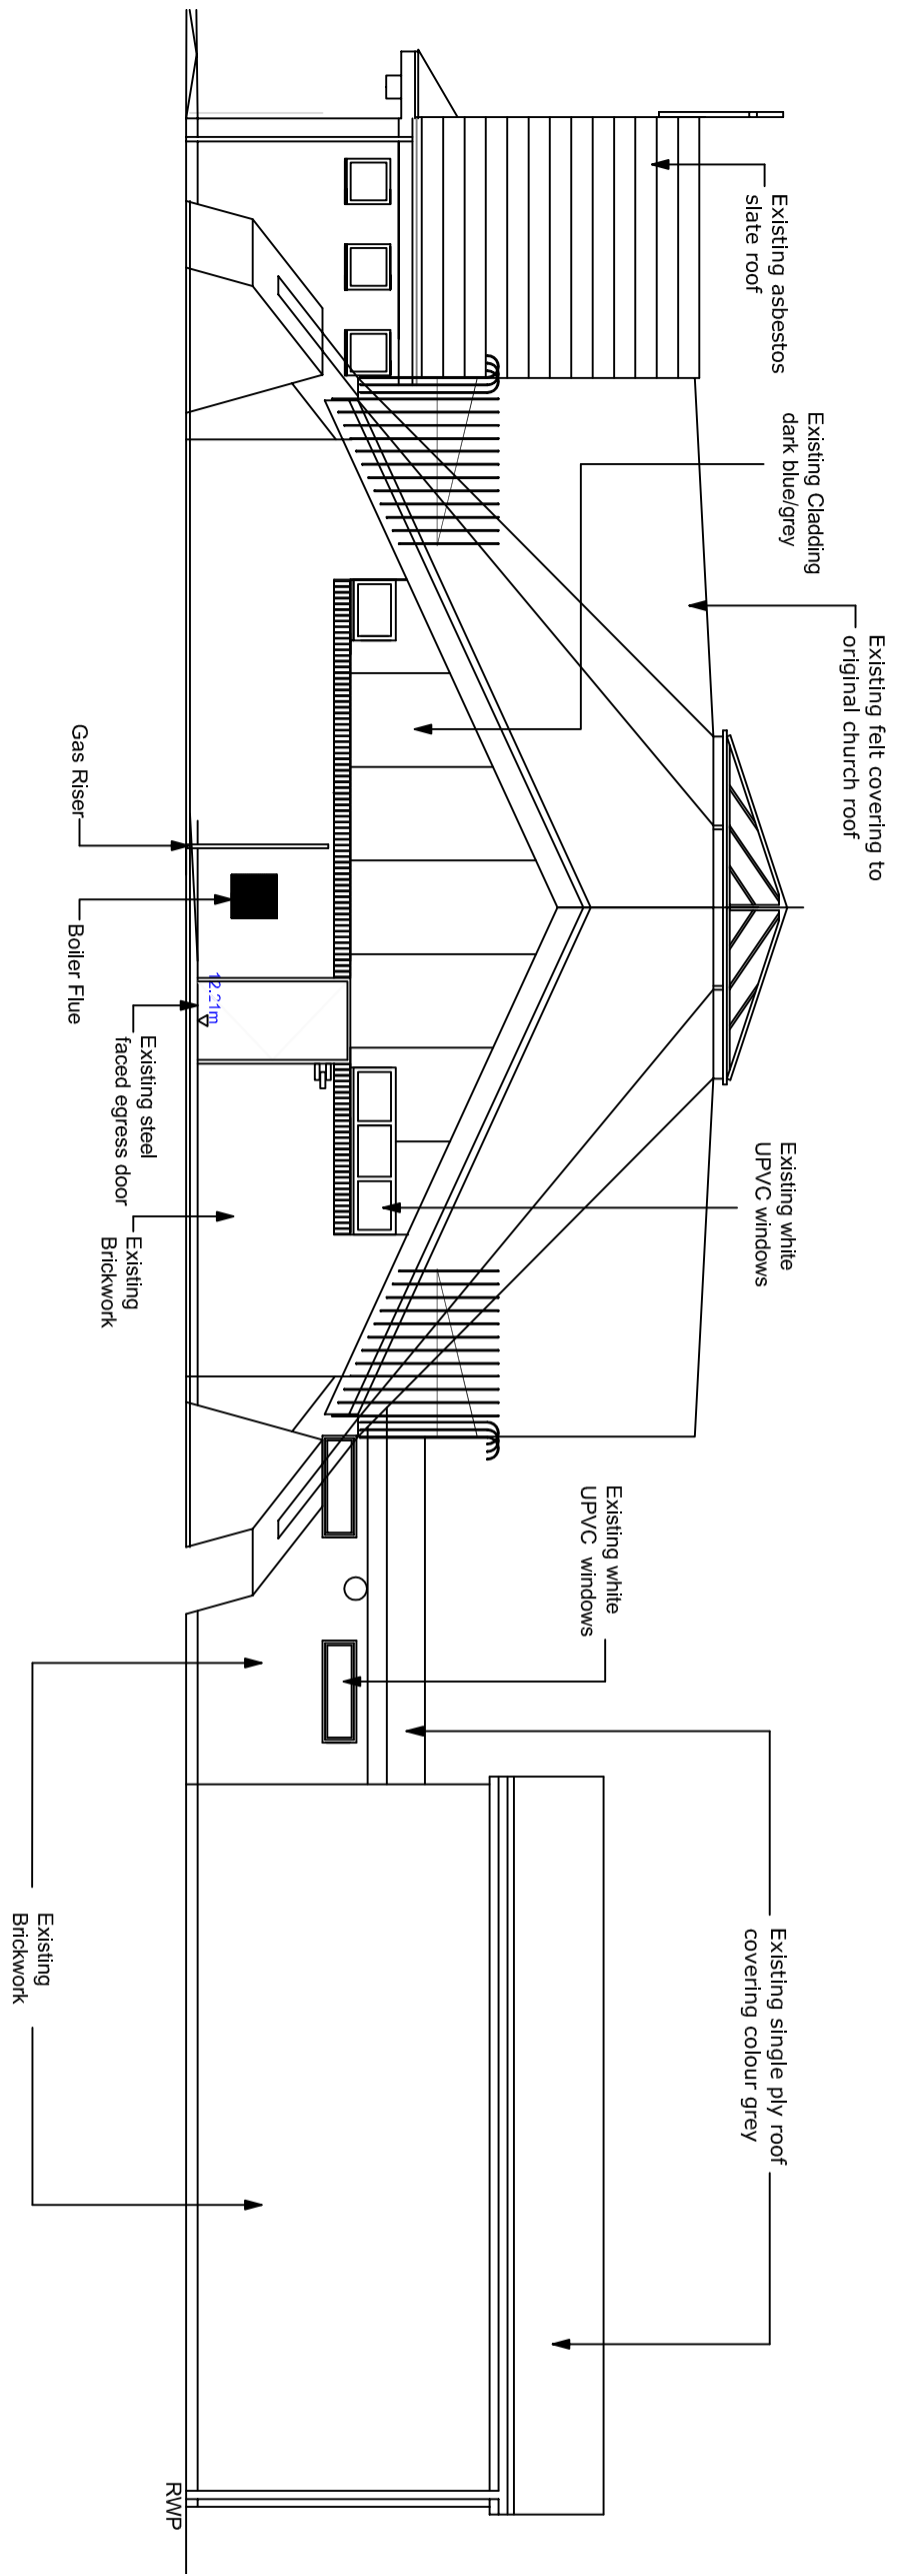 Existing asbestos
slate roof
Existing Cladding
dark blue/grey
Existing felt covering to
original church roof
Existing white
UPVC windows
Existing white
UPVC windows
Existing single ply roof
covering colour grey
Gas Riser
Boiler Flue
12.21m
Existing steel
faced egress door
Existing
Brickwork
Existing
Brickwork
RWP